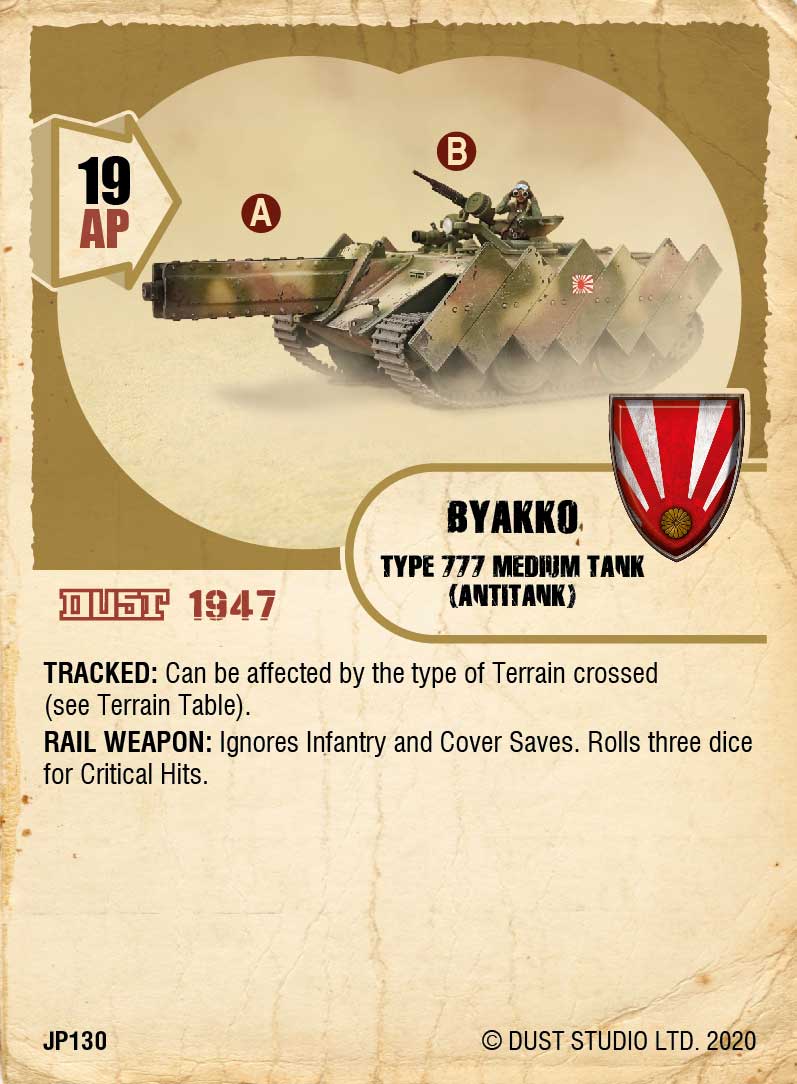 19
AP
A
B
BYAKKO
TYPE 777 MEDIUM TANK
(ANTITANK)
DUST 1947
TRACKED: Can be affected by the type of Terrain crossed
(see Terrain Table).
RAIL WEAPON: Ignores Infantry and Cover Saves. Rolls three dice
for Critical Hits.
JP130
© DUST STUDIO LTD. 2020